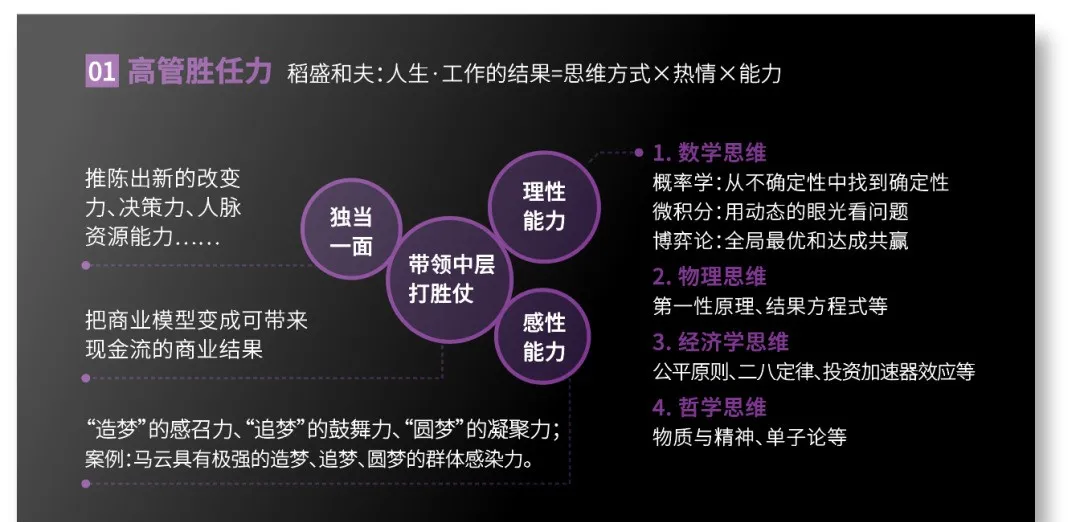 01 高管胜任力 稻盛和夫：人生·工作的结果=思维方式×热情×能力
推陈出新的改变
力、决策力、人脉
资源能力……
独当
一面
带领中层
打胜仗
理性
能力
感性
能力
把商业模型变成可带来
现金流的商业结果
“造梦”的感召力、“追梦”的鼓舞力、“圆梦”的凝聚力；
案例：马云具有极强的造梦、追梦、圆梦的群体感染力。
1. 数学思维
概率学：从不确定性中找到确定性
微积分：用动态的眼光看问题
博弈论：全局最优和达成共赢
2. 物理思维
第一性原理、结果方程式等
3. 经济学思维
公平原则、二八定律、投资加速器效应等
4. 哲学思维
物质与精神、单子论等